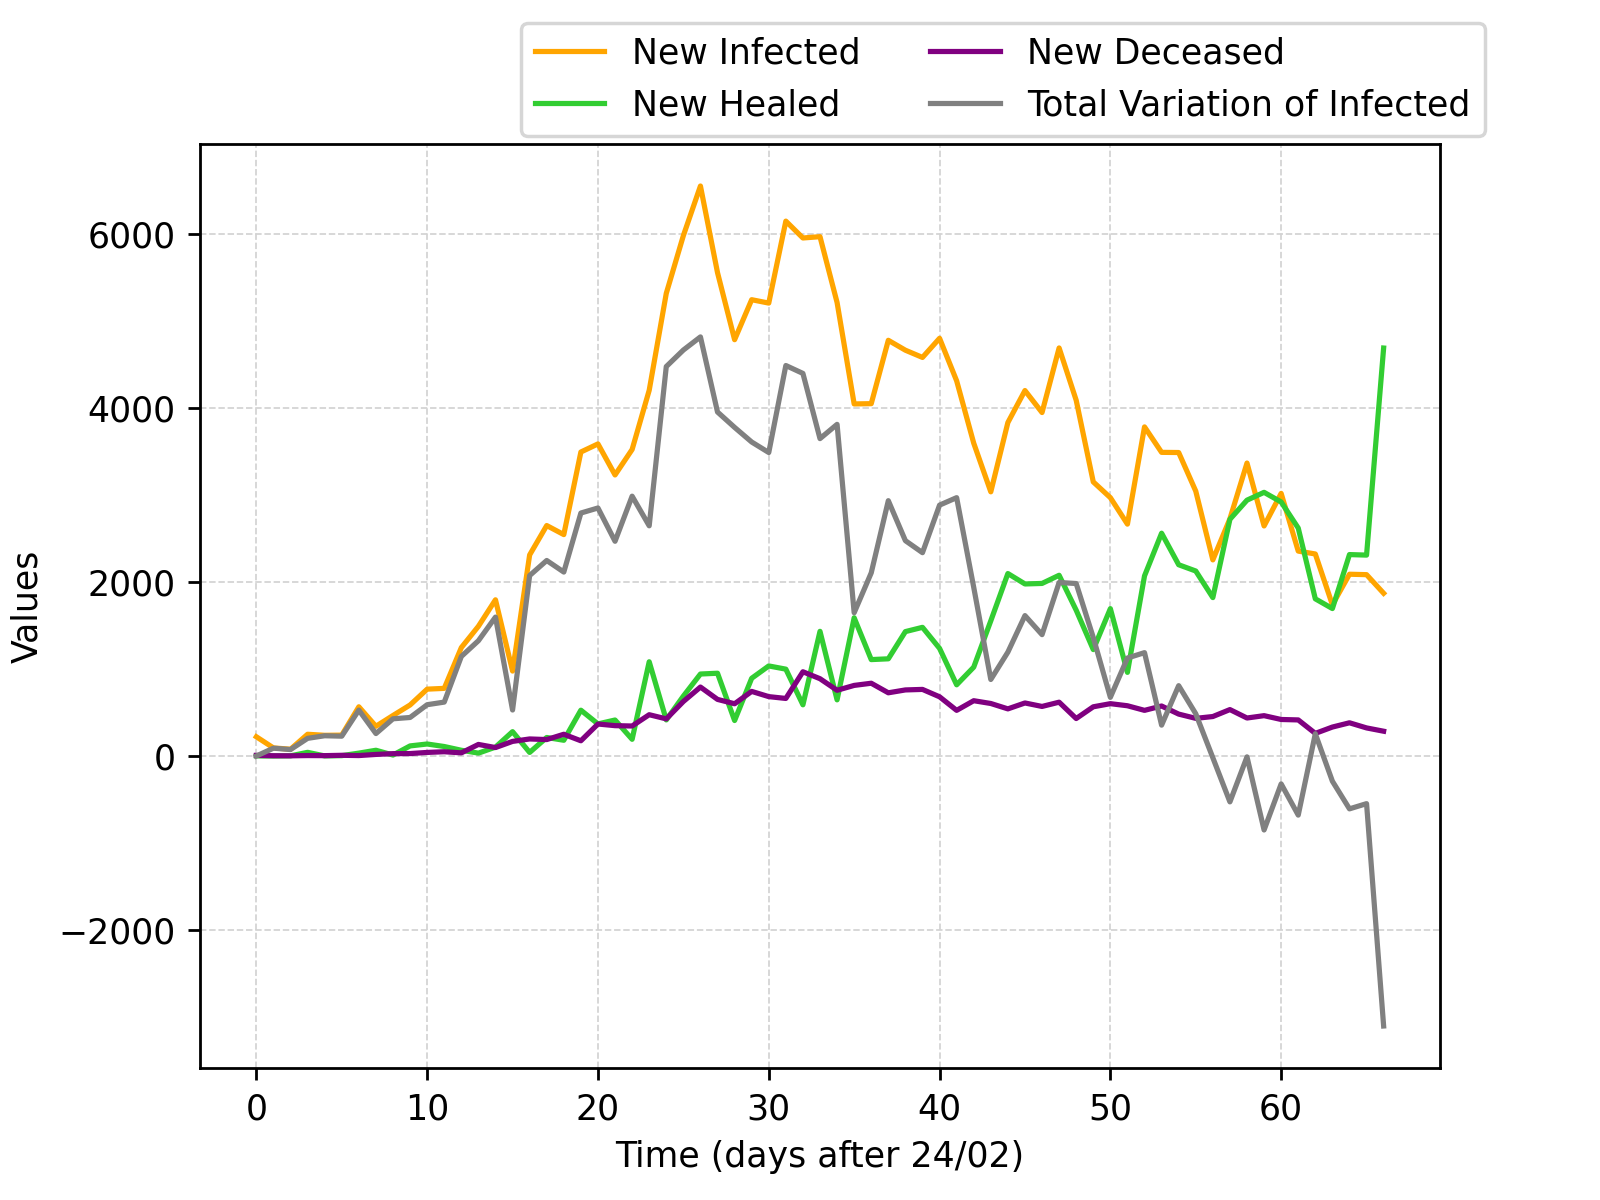 New Infected
New Healed
New Deceased
Total Variation of Infected
6000
4000
2000
0
−2000
Values
0 10 20 30 40 50 60
Time (days after 24/02)